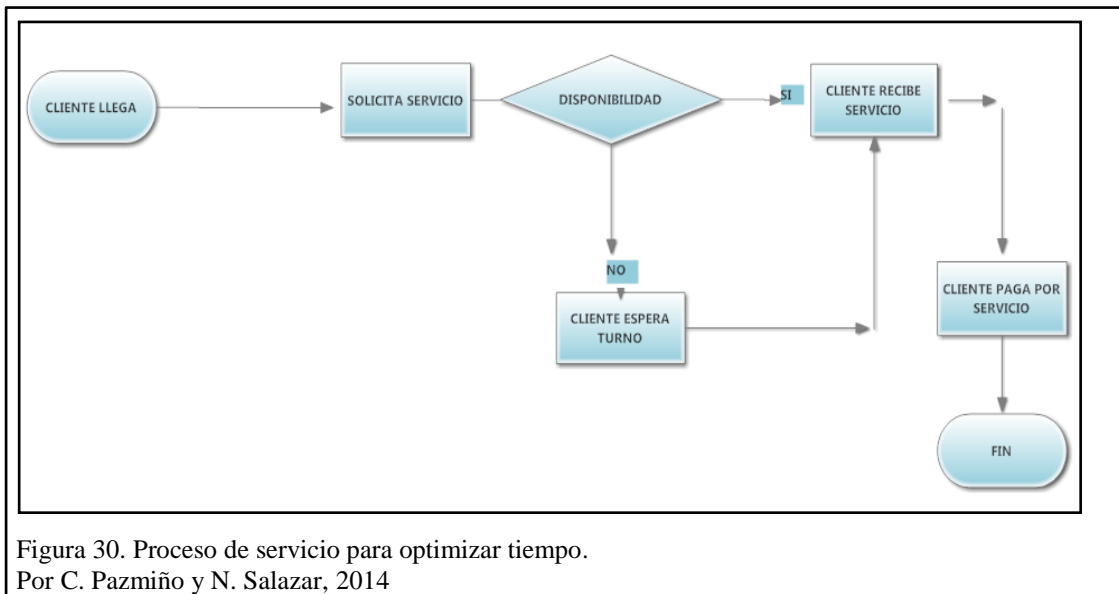 CLIENTE LLEGA
SOLICITA SERVICIO
DISPONIBILIDAD
SI
CLIENTE RECIBE
SERVICIO
NO
CLIENTE ESPERA
TURNO
CLIENTE PAGA POR
SERVICIO
FIN
Figura 30. Proceso de servicio para optimizar tiempo.
Por C. Pazmiño y N. Salazar, 2014